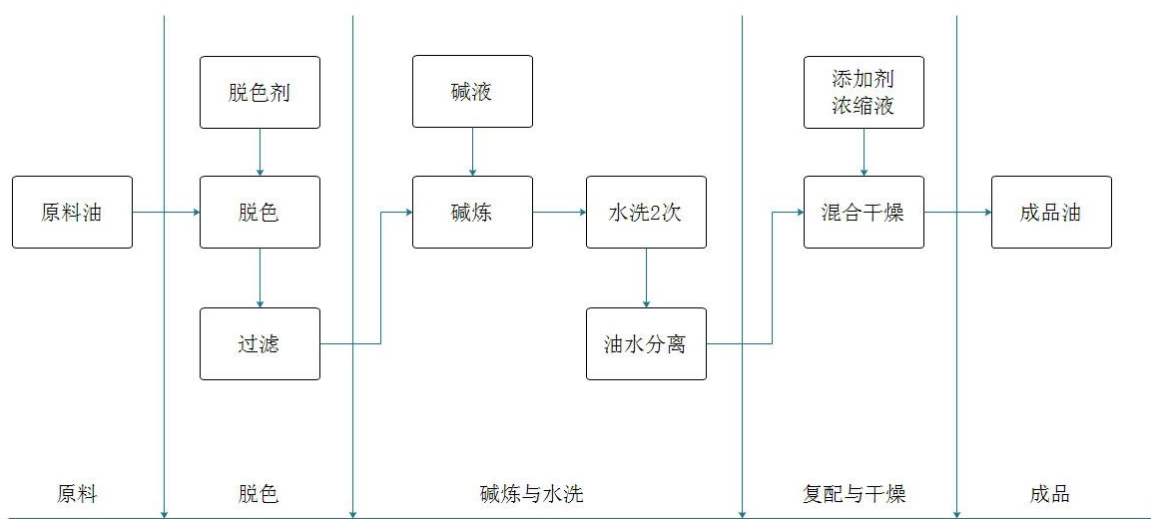 脱色剂
碱液
添加剂
浓缩液
原料油
脱色
碱炼
水洗2次
混合干燥
成品油
过滤
油水分离
原料
脱色
碱炼与水洗
复配与干燥
成品